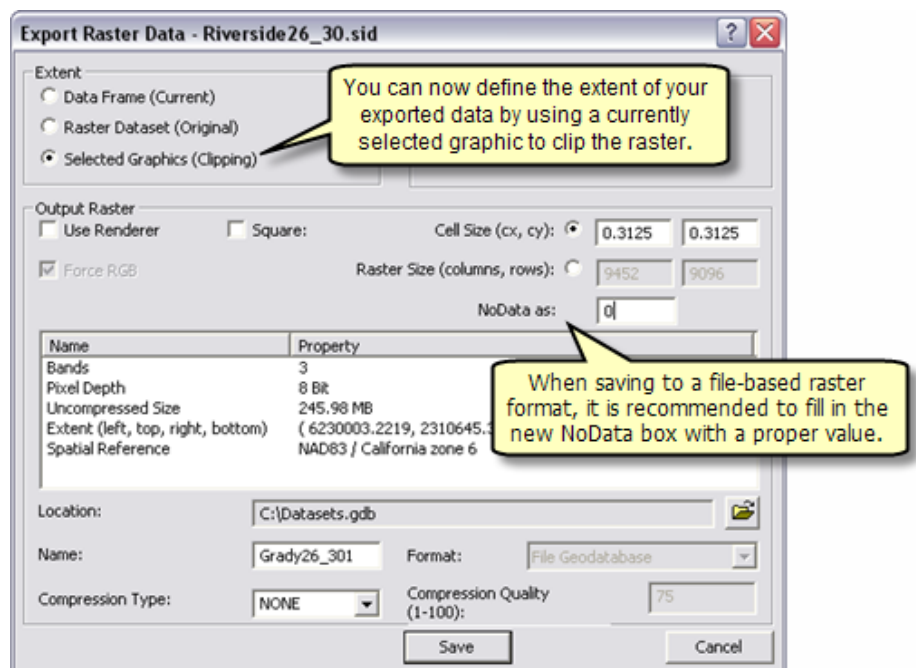 Export Raster Data - Riverside26_30.sid
Extent
Data Frame (Current)
Raster Dataset (Original)
Selected Graphics (Clipping)
You can now define the extent of your
exported data by using a currently
selected graphic to clip the raster.
Output Raster
Use Renderer
Square:
Cell Size (cx, cy):
0.3125
0.3125
Force RGB
Raster Size (columns, rows):
9452
9096
NoData as:
0
Name
Property
Bands
3
Pixel Depth
8 Bit
Uncompressed Size
245.98 MB
Extent (left, top, right, bottom)
( 6230003.2219, 2310645.3
Spatial Reference
NAD83 / California zone 6
When saving to a file-based raster
format, it is recommended to fill in the
new NoData box with a proper value.
Location:
C:\Datasets.gdb
Name:
Grady26_301
Format:
File Geodatabase
Compression Type:
NONE
Compression Quality
(1-100):
75
Save
Cancel